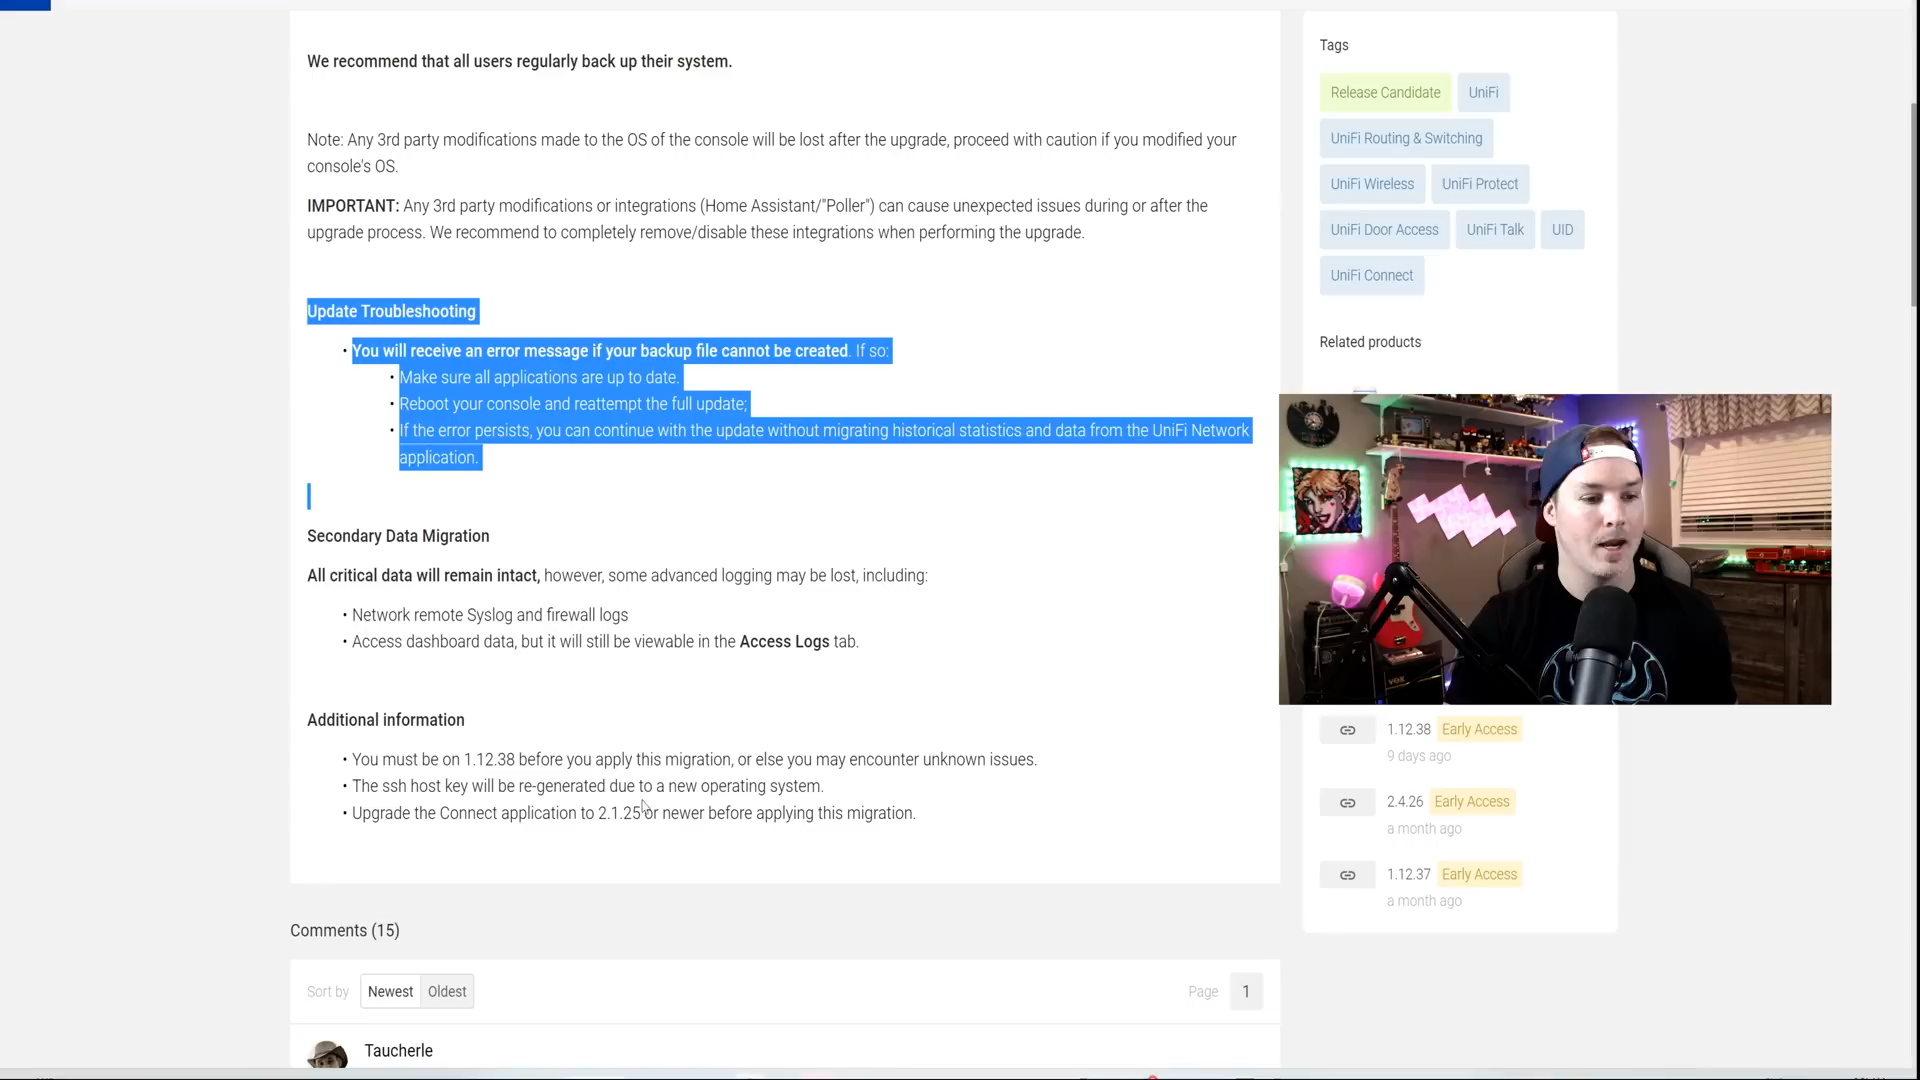 We recommend that all users regularly back up their system.
Note: Any 3rd party modifications made to the OS of the console will be lost after the upgrade, proceed with caution if you modified your
console's OS.
IMPORTANT: Any 3rd party modifications or integrations (Home Assistant/"Poller") can cause unexpected issues during or after the
upgrade process. We recommend to completely remove/disable these integrations when performing the upgrade.
Update Troubleshooting
• You will receive an error message if your backup file cannot be created. If so:
• Make sure all applications are up to date.
• Reboot your console and reattempt the full update;
• If the error persists, you can continue with the update without migrating historical statistics and data from the UniFi Network
application.
Secondary Data Migration
All critical data will remain intact, however, some advanced logging may be lost, including:
• Network remote Syslog and firewall logs
• Access dashboard data, but it will still be viewable in the Access Logs tab.
Additional information
• You must be on 1.12.38 before you apply this migration, or else you may encounter unknown issues.
• The ssh host key will be re-generated due to a new operating system.
• Upgrade the Connect application to 2.1.25 or newer before applying this migration.
Comments (15)
Sort by Newest Oldest Page 1
Taucherle
Tags
Release Candidate UniFi
UniFi Routing & Switching
UniFi Wireless UniFi Protect
UniFi Door Access UniFi Talk UID
UniFi Connect
Related products
VOX
1.12.38 Early Access
9 days ago
2.4.26 Early Access
a month ago
1.12.37 Early Access
a month ago